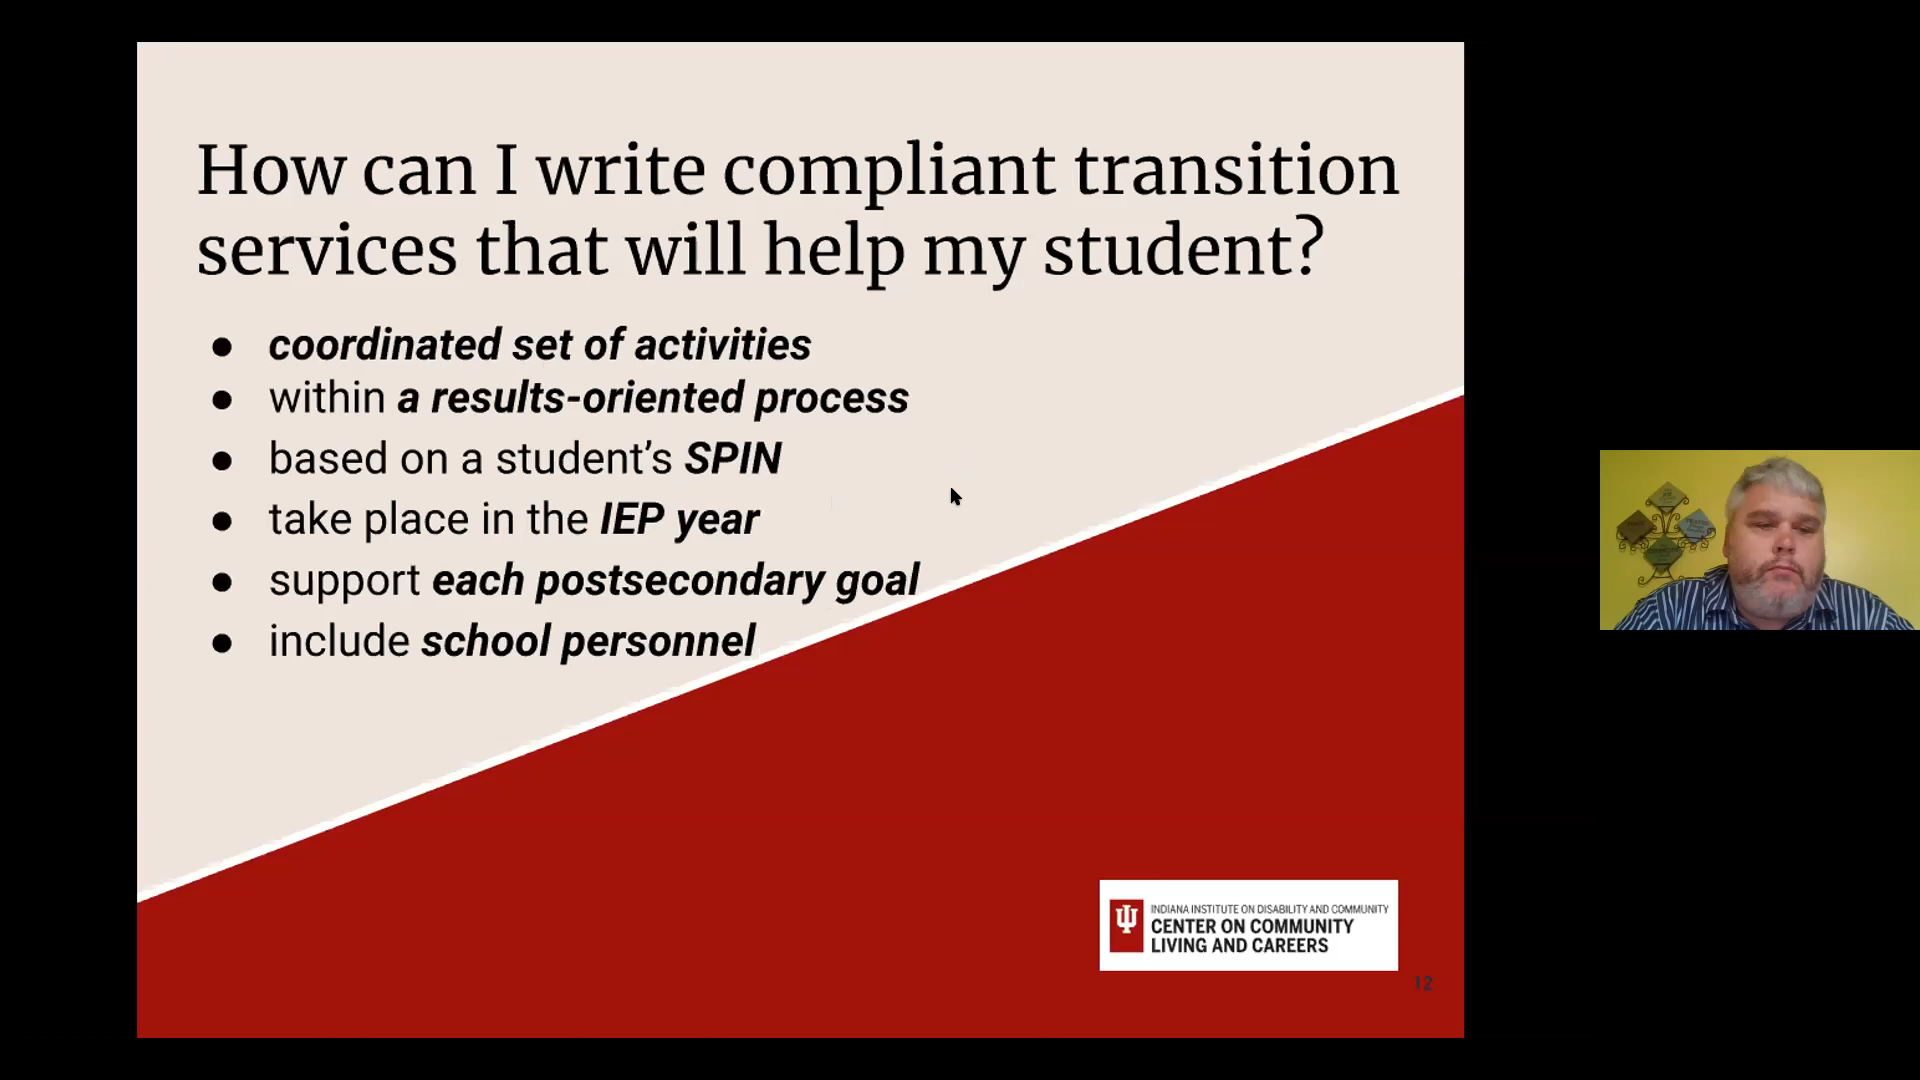 How can I write compliant transition
services that will help my student?
● coordinated set of activities
● within a results-oriented process
● based on a student’s SPIN
● take place in the IEP year
● support each postsecondary goal
● include school personnel
INDIANA INSTITUTE ON DISABILITY AND COMMUNITY
CENTER ON COMMUNITY
LIVING AND CAREERS
12